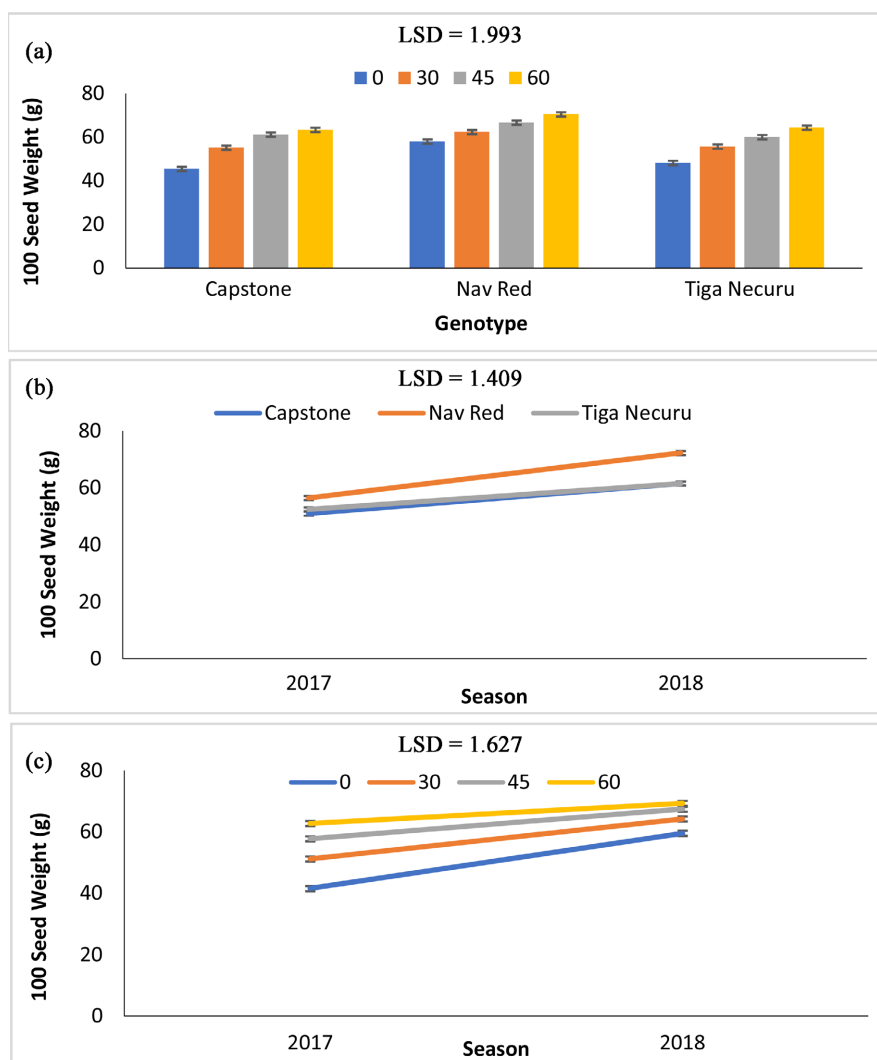 (a)
LSD = 1.993
0 30 45 60
100 Seed Weight (g)
80
60
40
20
0
Capstone Nav Red Tiga Necuru
Genotype
(b)
LSD = 1.409
Capstone Nav Red Tiga Necuru
100 Seed Weight (g)
80
60
40
20
0
2017 2018
Season
(c)
LSD = 1.627
0 30 45 60
100 Seed Weight (g)
80
60
40
20
0
2017 2018
Season